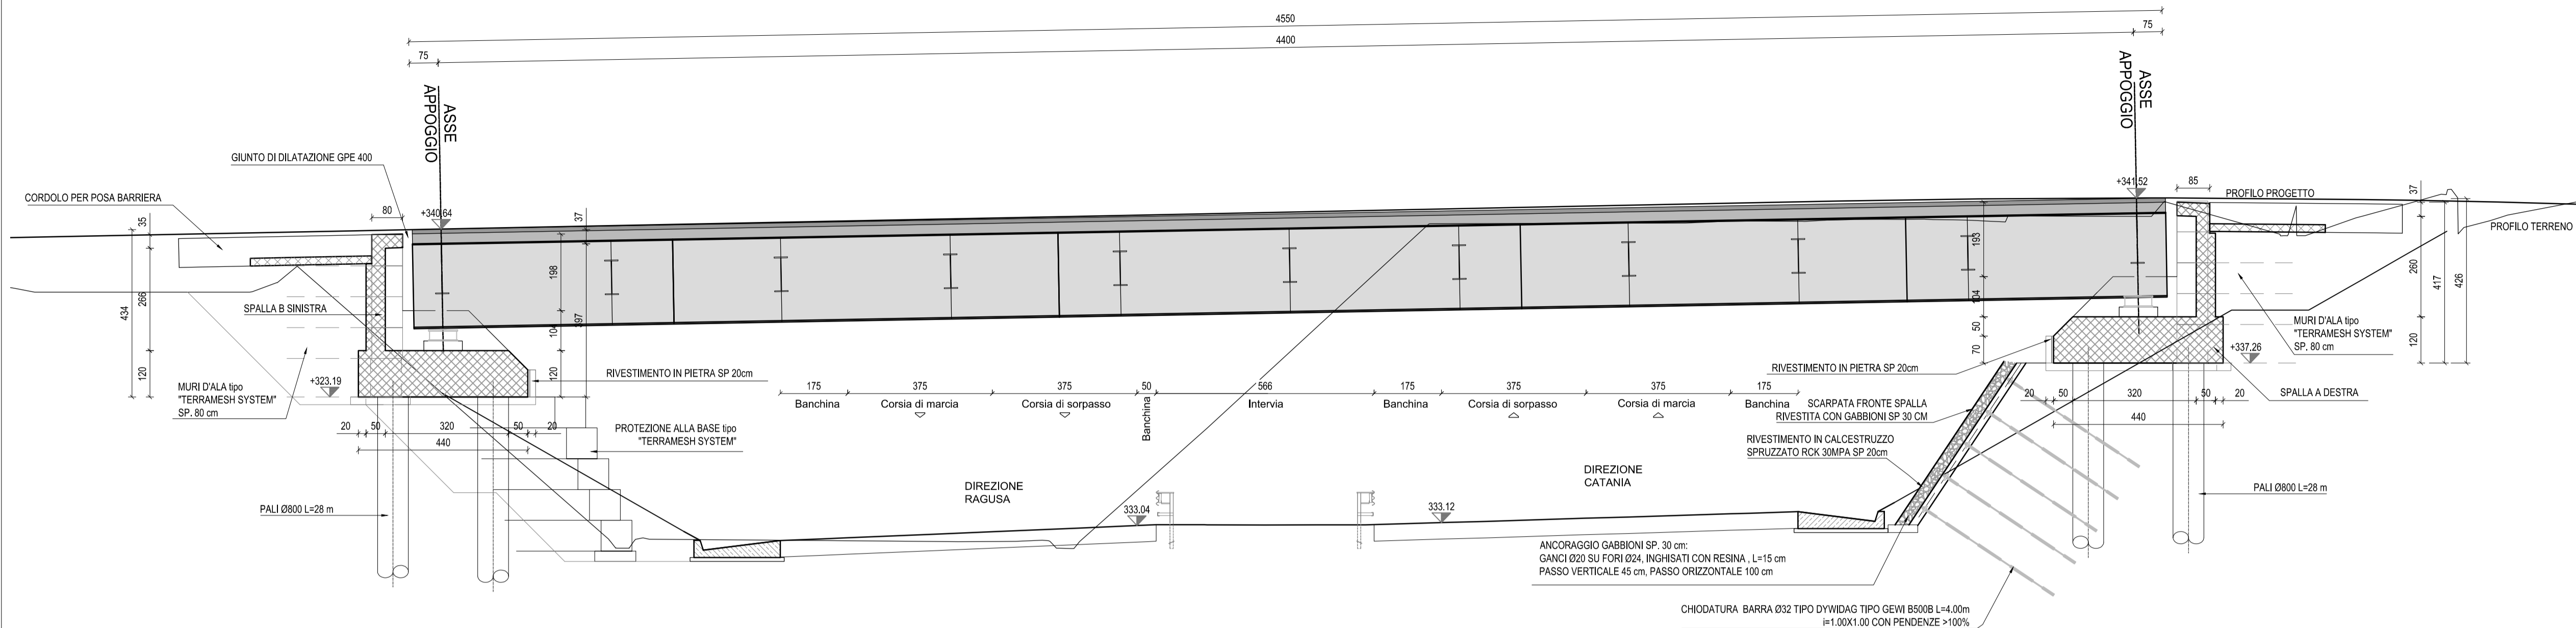 4550
75
4400
75
ASSE
APPOGGIO
ASSE
APPOGGIO
GIUNTO DI DILATAZIONE GPE 400
CORDOLO PER POSA BARRIERA
80
+340.64
37
+341.52
85
PROFILO PROGETTO
37
PROFILO TERRENO
35
266
434
120
198
104
397
120
193
104
50
70
260
417
426
120
SPALLA B SINISTRA
MURI D'ALA tipo
"TERRAMESH SYSTEM"
SP. 80 cm
+323.19
RIVESTIMENTO IN PIETRA SP 20cm
20
50
320
50
20
440
PROTEZIONE ALLA BASE tipo
"TERRAMESH SYSTEM"
PALI Ø800 L=28 m
175
375
375
50
566
175
375
375
175
Banchina
Corsia di marcia
Corsia di sorpasso
Banchina
Intervia
Banchina
Corsia di sorpasso
Corsia di marcia
Banchina
DIREZIONE
RAGUSA
DIREZIONE
CATANIA
333.04
333.12
RIVESTIMENTO IN PIETRA SP 20cm
SCARPATA FRONTE SPALLA
RIVESTITA CON GABBIONI SP 30 CM
RIVESTIMENTO IN CALCESTRUZZO
SPRUZZATO RCK 30MPA SP 20cm
MURI D'ALA tipo
"TERRAMESH SYSTEM"
SP. 80 cm
+337.26
SPALLA A DESTRA
20
50
320
50
20
440
PALI Ø800 L=28 m
ANCORAGGIO GABBIONI SP. 30 cm:
GANCI Ø20 SU FORI Ø24, INGHISATI CON RESINA , L=15 cm
PASSO VERTICALE 45 cm, PASSO ORIZZONTALE 100 cm
CHIODATURA BARRA Ø32 TIPO DYWIDAG TIPO GEWI B500B L=4.00m
i=1.00X1.00 CON PENDENZE >100%